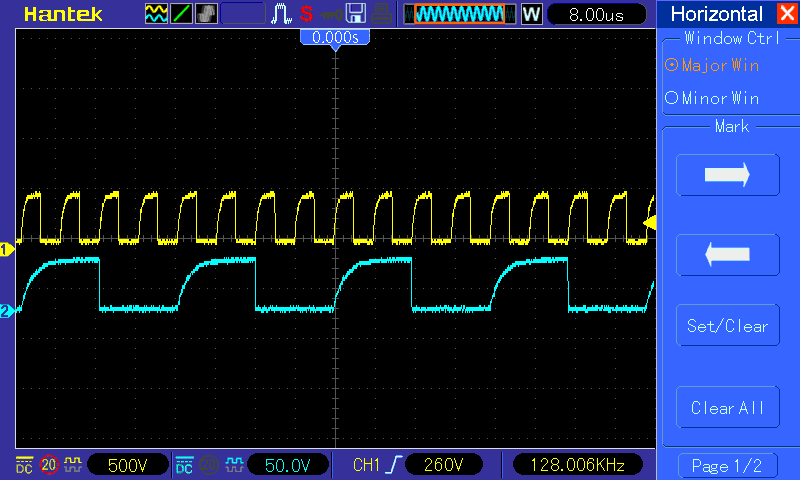 Hantek S W 8.00us Horizontal
0.000s
Window Ctrl
Major Win
Minor Win
Mark
1
2
Set/Clear
Clear All
DC 20 500V DC 20 50.0V CH1 260V 128.006KHz Page 1/2